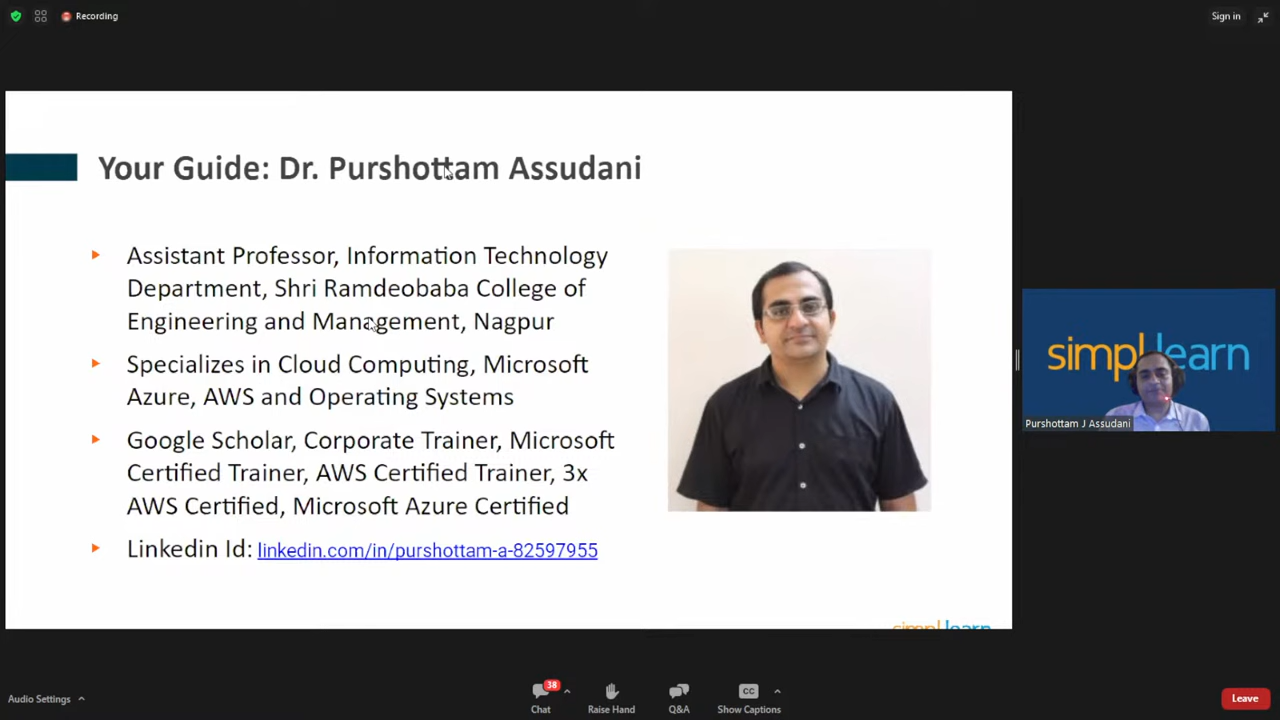 Recording
Sign in
Your Guide: Dr. Purshottam Assudani
Assistant Professor, Information Technology
Department, Shri Ramdeobaba College of
Engineering and Management, Nagpur
Specializes in Cloud Computing, Microsoft
Azure, AWS and Operating Systems
Google Scholar, Corporate Trainer, Microsoft
Certified Trainer, AWS Certified Trainer, 3x
AWS Certified, Microsoft Azure Certified
Linkedin Id: linkedin.com/in/purshottam-a-82597955
simplilearn
simplilearn
Purshottam J Assudani
Audio Settings
38
Chat
Raise Hand
Q&A
CC
Show Captions
Leave